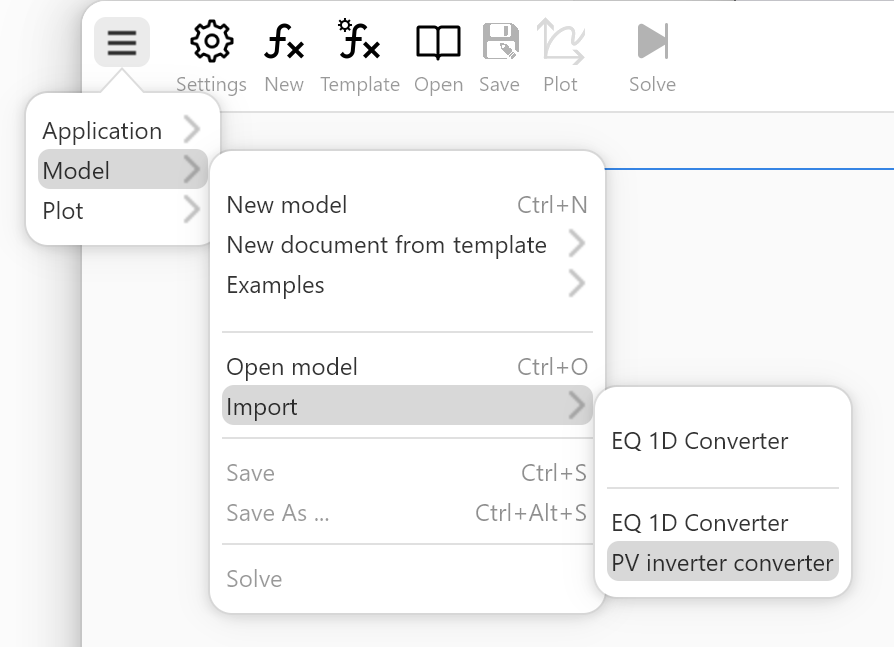 Settings New Template Open Save Plot Solve
Application
Model
Plot
New model Ctrl+N
New document from template
Examples
Open model Ctrl+O
Import
Save Ctrl+S
Save As ... Ctrl+Alt+S
Solve
EQ 1D Converter
EQ 1D Converter
PV inverter converter